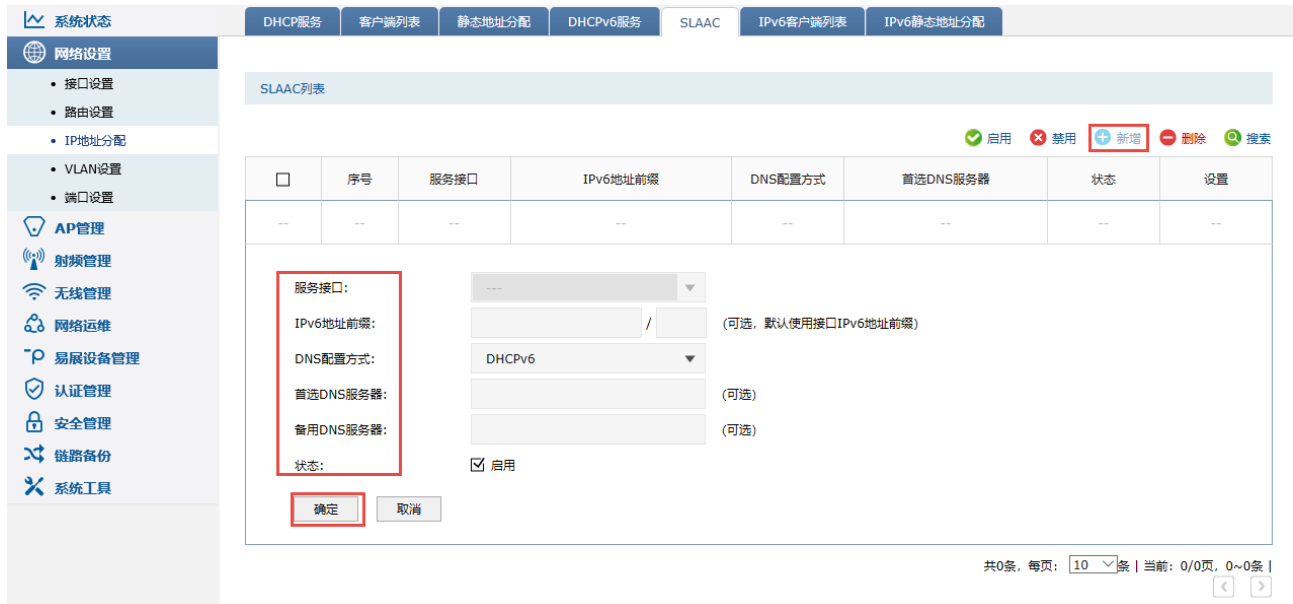 系统状态
网络设置
接口设置
路由设置
IP地址分配
VLAN设置
端口设置
AP管理
射频管理
无线管理
网络运维
易展设备管理
认证管理
安全管理
链路备份
系统工具
DHCP服务 客户端列表 静态地址分配 DHCPv6服务 SLAAC IPv6客户端列表 IPv6静态地址分配
SLAAC列表
启用 禁用 新增 删除 搜索
序号 服务接口 IPv6地址前缀 DNS配置方式 首选DNS服务器 状态 设置
-- -- -- -- -- -- -- --
服务接口: ---
IPv6地址前缀: / (可选, 默认使用接口IPv6地址前缀)
DNS配置方式: DHCPv6
首选DNS服务器: (可选)
备用DNS服务器: (可选)
状态: 启用
确定 取消
共0条, 每页: 10 条 | 当前: 0/0页, 0~0条 |